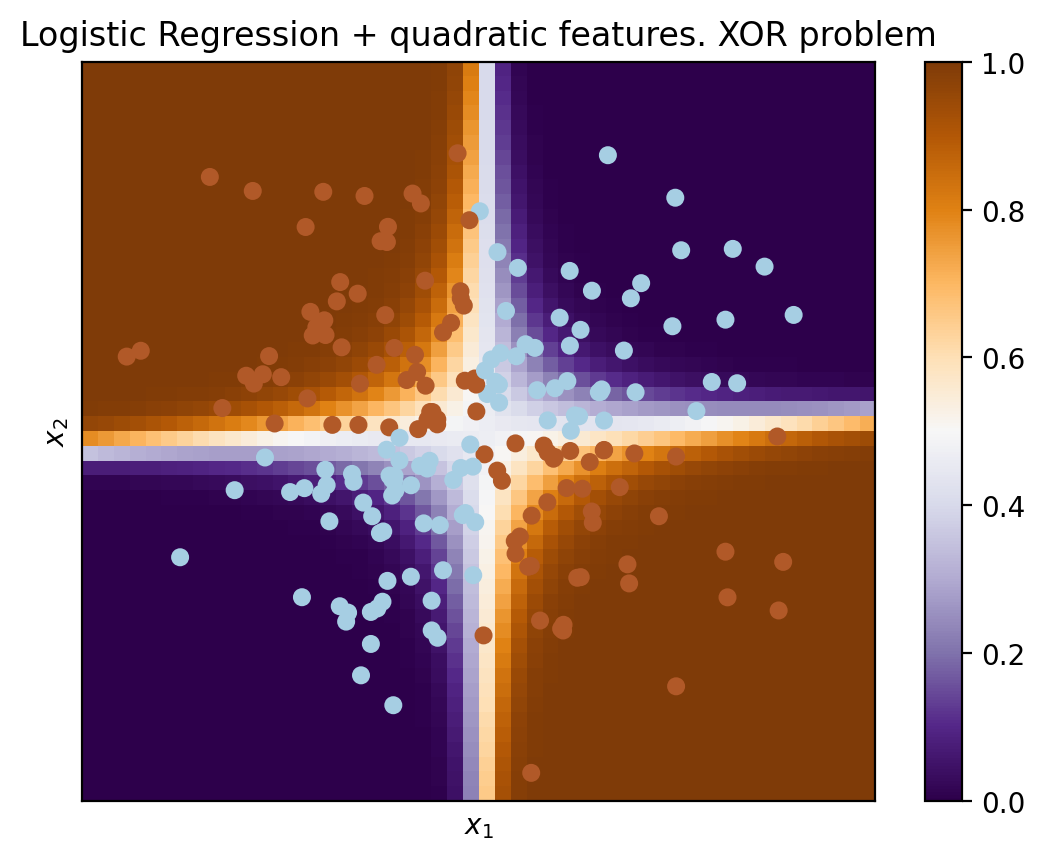 Logistic Regression + quadratic features. XOR problem
1.0
0.8
0.6
0.4
0.2
0.0
x₂
x₁